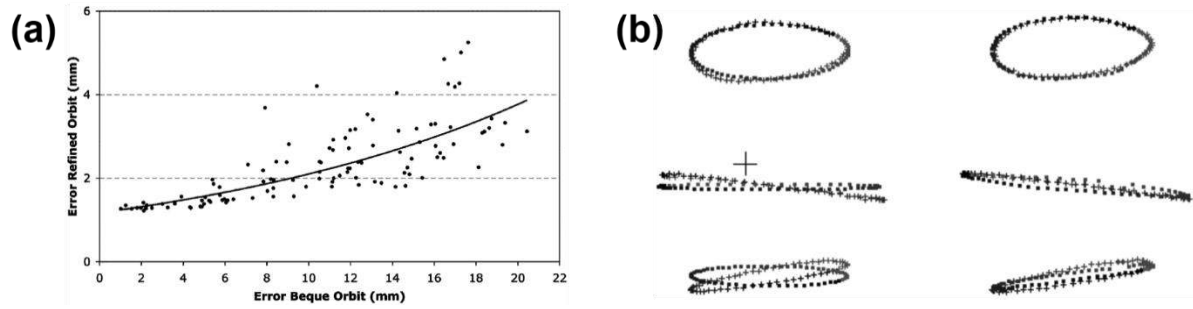 (a)
6
4
2
0
Error Refined Orbit (mm)
0 2 4 6 8 10 12 14 16 18 20 22
Error Beque Orbit (mm)
(b)